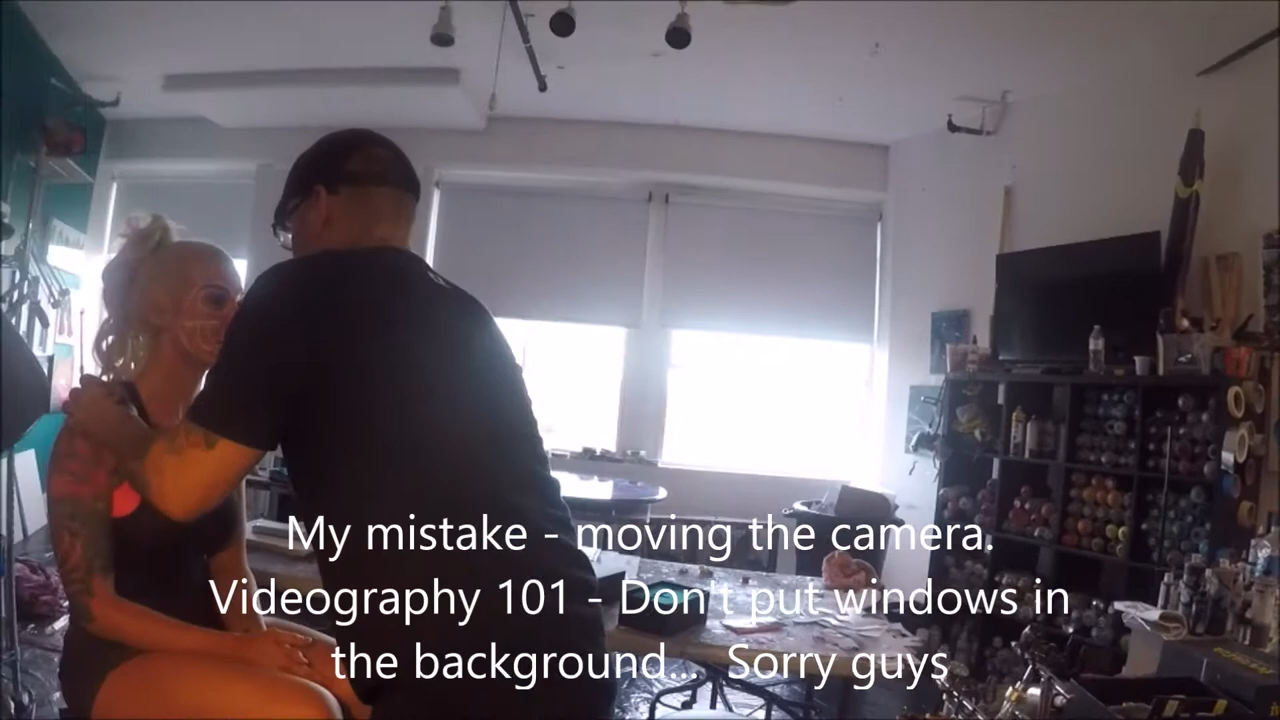 My mistake - moving the camera.
Videography 101 - Don't put windows in
the background... Sorry guys